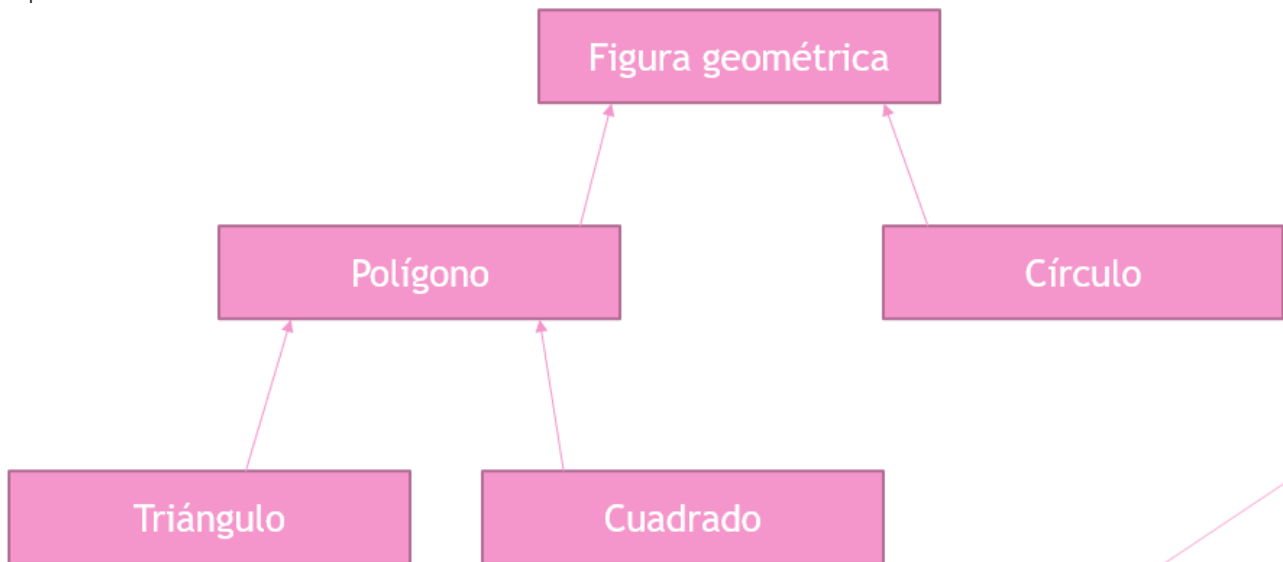 Figura geométrica
Polígono
Círculo
Triángulo
Cuadrado